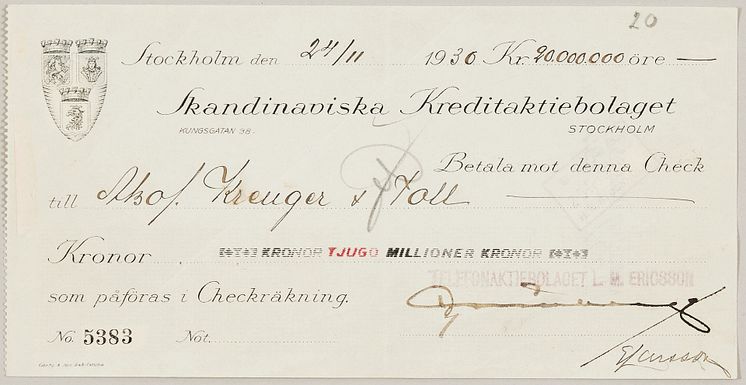 20
Stockholm den 24/11 1930 Kr. 20.000.000 öre —
Skandinaviska Kreditaktiebolaget
KUNGSGATAN 38. STOCKHOLM
Betala mot denna Check
till Aktiebol. Kreuger & Toll
Kronor KRONOR TJUGO MILLIONER KRONOR
TELEFONAKTIEBOLAGET L. M. ERICSSON
som påföras i Checkräkning.
No. 5383 Not.